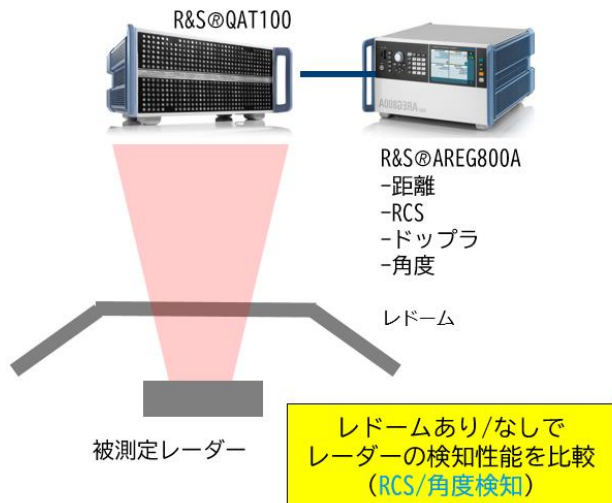 R&S®QAT100
R&S®AREG800A
-距離
-RCS
-ドップラ
-角度
レドーム
被測定レーダー
レドームあり/なしで
レーダーの検知性能を比較
(RCS/角度検知)